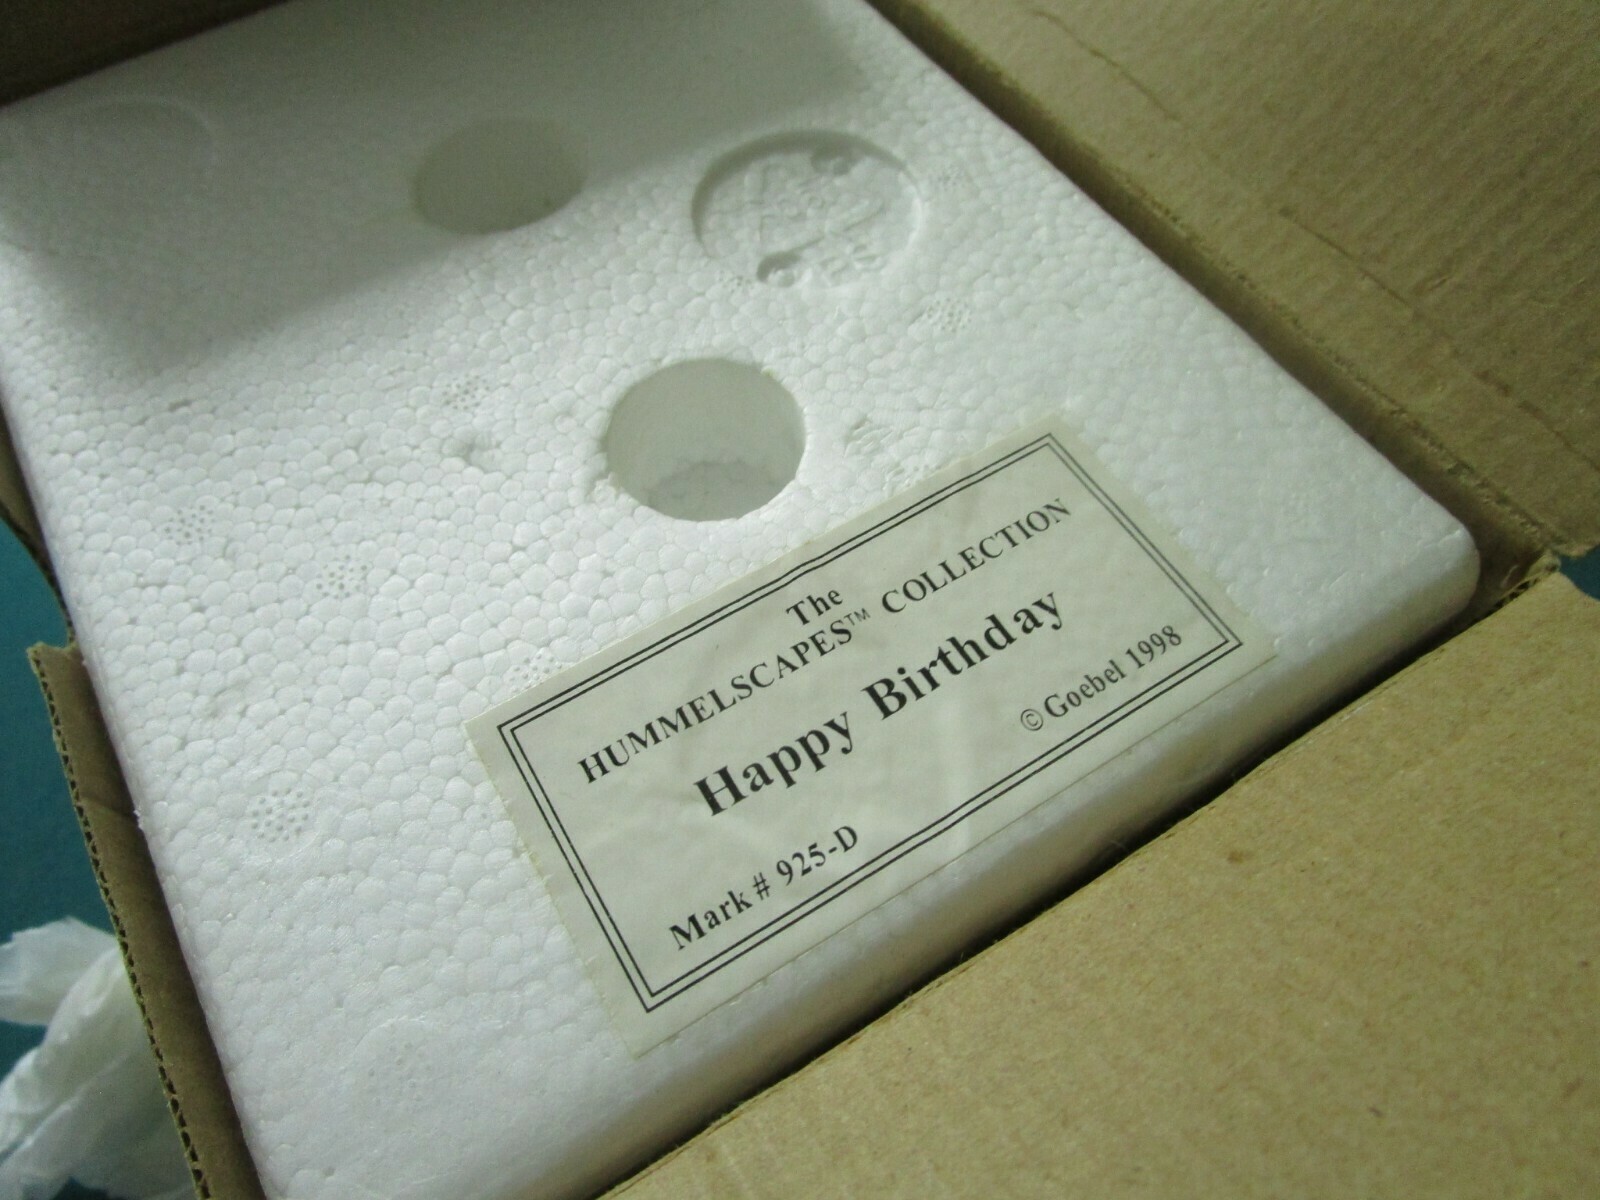 The
HUMMELSCAPES™ COLLECTION
Happy Birthday
© Goebel 1998
Mark # 925-D